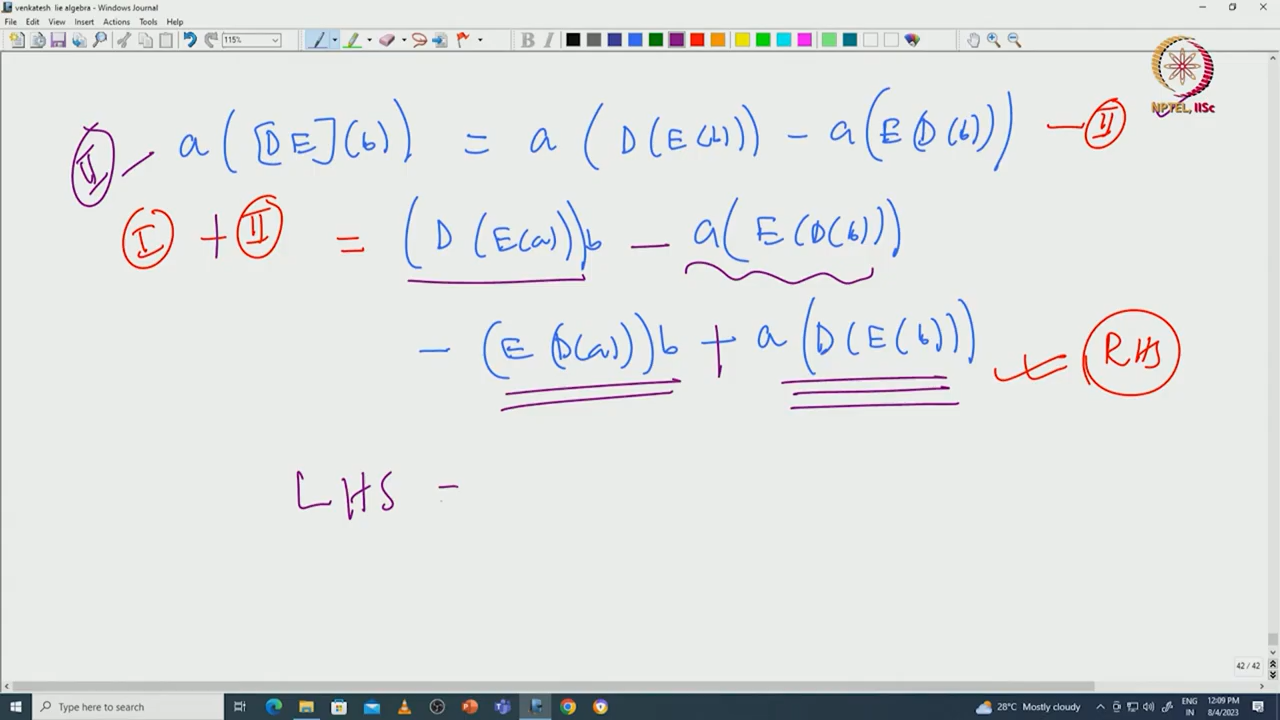 venkatesh lie algebra - Windows Journal
File Edit View Insert Actions Tools Help
115%
B I
NPTEL, IISc
II - a([D E](b)) = a(D(E(b)) - a(E(D(b))) - II
I + II = (D(E(a))b - a(E(D(b)))
- (E(D(a)))b + a(D(E(b))) RHS
LHS =
42 / 42
Type here to search
28°C Mostly cloudy
ENG
IN
12:09 PM
8/4/2023